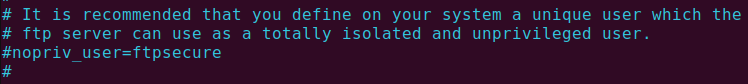 # It is recommended that you define on your system a unique user which the
# ftp server can use as a totally isolated and unprivileged user.
#nopriv_user=ftpsecure
#